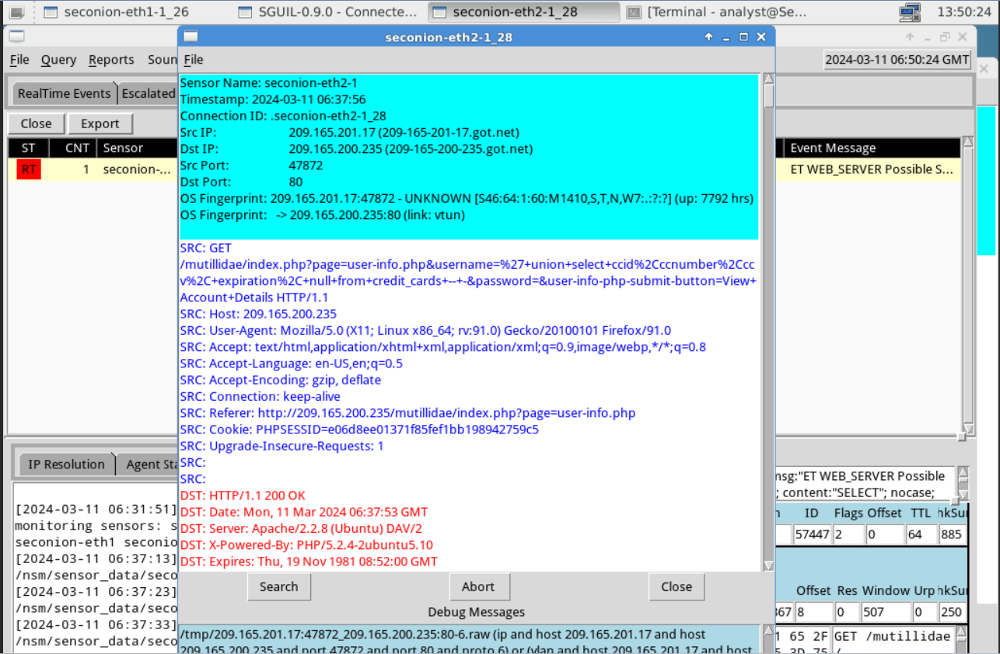 seconion-eth1-1_26 SGUIL-0.9.0 - Connecte... seconion-eth2-1_28 [Terminal - analyst@Se... 13:50:24
seconion-eth2-1_28
File Query Reports Soun File 2024-03-11 06:50:24 GMT
RealTime Events Escalated
Close Export
ST CNT Sensor Event Message
RT 1 seconion-... ET WEB_SERVER Possible S...
Sensor Name: seconion-eth2-1
Timestamp: 2024-03-11 06:37:56
Connection ID: .seconion-eth2-1_28
Src IP: 209.165.201.17 (209-165-201-17.got.net)
Dst IP: 209.165.200.235 (209-165-200-235.got.net)
Src Port: 47872
Dst Port: 80
OS Fingerprint: 209.165.201.17:47872 - UNKNOWN [S46:64:1:60:M1410,S,T,N,W7:.:?:?] (up: 7792 hrs)
OS Fingerprint: -> 209.165.200.235:80 (link: vtun)
SRC: GET
/mutillidae/index.php?page=user-info.php&username=%27+union+select+ccid%2Cccnumber%2Ccc
v%2C+expiration%2C+null+from+credit_cards+--+-&password=&user-info-php-submit-button=View+
Account+Details HTTP/1.1
SRC: Host: 209.165.200.235
SRC: User-Agent: Mozilla/5.0 (X11; Linux x86_64; rv:91.0) Gecko/20100101 Firefox/91.0
SRC: Accept: text/html,application/xhtml+xml,application/xml;q=0.9,image/webp,*/*;q=0.8
SRC: Accept-Language: en-US,en;q=0.5
SRC: Accept-Encoding: gzip, deflate
SRC: Connection: keep-alive
SRC: Referer: http://209.165.200.235/mutillidae/index.php?page=user-info.php
SRC: Cookie: PHPSESSID=e06d8ee01371f85fef1bb198942759c5
SRC: Upgrade-Insecure-Requests: 1
SRC:
SRC:
DST: HTTP/1.1 200 OK
DST: Date: Mon, 11 Mar 2024 06:37:53 GMT
DST: Server: Apache/2.2.8 (Ubuntu) DAV/2
DST: X-Powered-By: PHP/5.2.4-2ubuntu5.10
DST: Expires: Thu, 19 Nov 1981 08:52:00 GMT
Search Abort Close
Debug Messages
/tmp/209.165.201.17:47872_209.165.200.235:80-6.raw (ip and host 209.165.201.17 and host
209.165.200.235 and port 47872 and port 80 and proto 6) or (vlan and host 209.165.201.17 and host
IP Resolution Agent Sta
[2024-03-11 06:31:51]
monitoring sensors: s
seconion-eth1 seconio
[2024-03-11 06:37:13]
/nsm/sensor_data/seco
[2024-03-11 06:37:23]
/nsm/sensor_data/seco
[2024-03-11 06:37:33]
/nsm/sensor_data/seco
msg:"ET WEB_SERVER Possible
; content:"SELECT"; nocase;
ID Flags Offset TTL hkSu
57447 2 0 64 885
Offset Res Window Urp hkSu
367 8 0 507 0 250
1 65 2F GET /mutillidae
5 3D 75 /